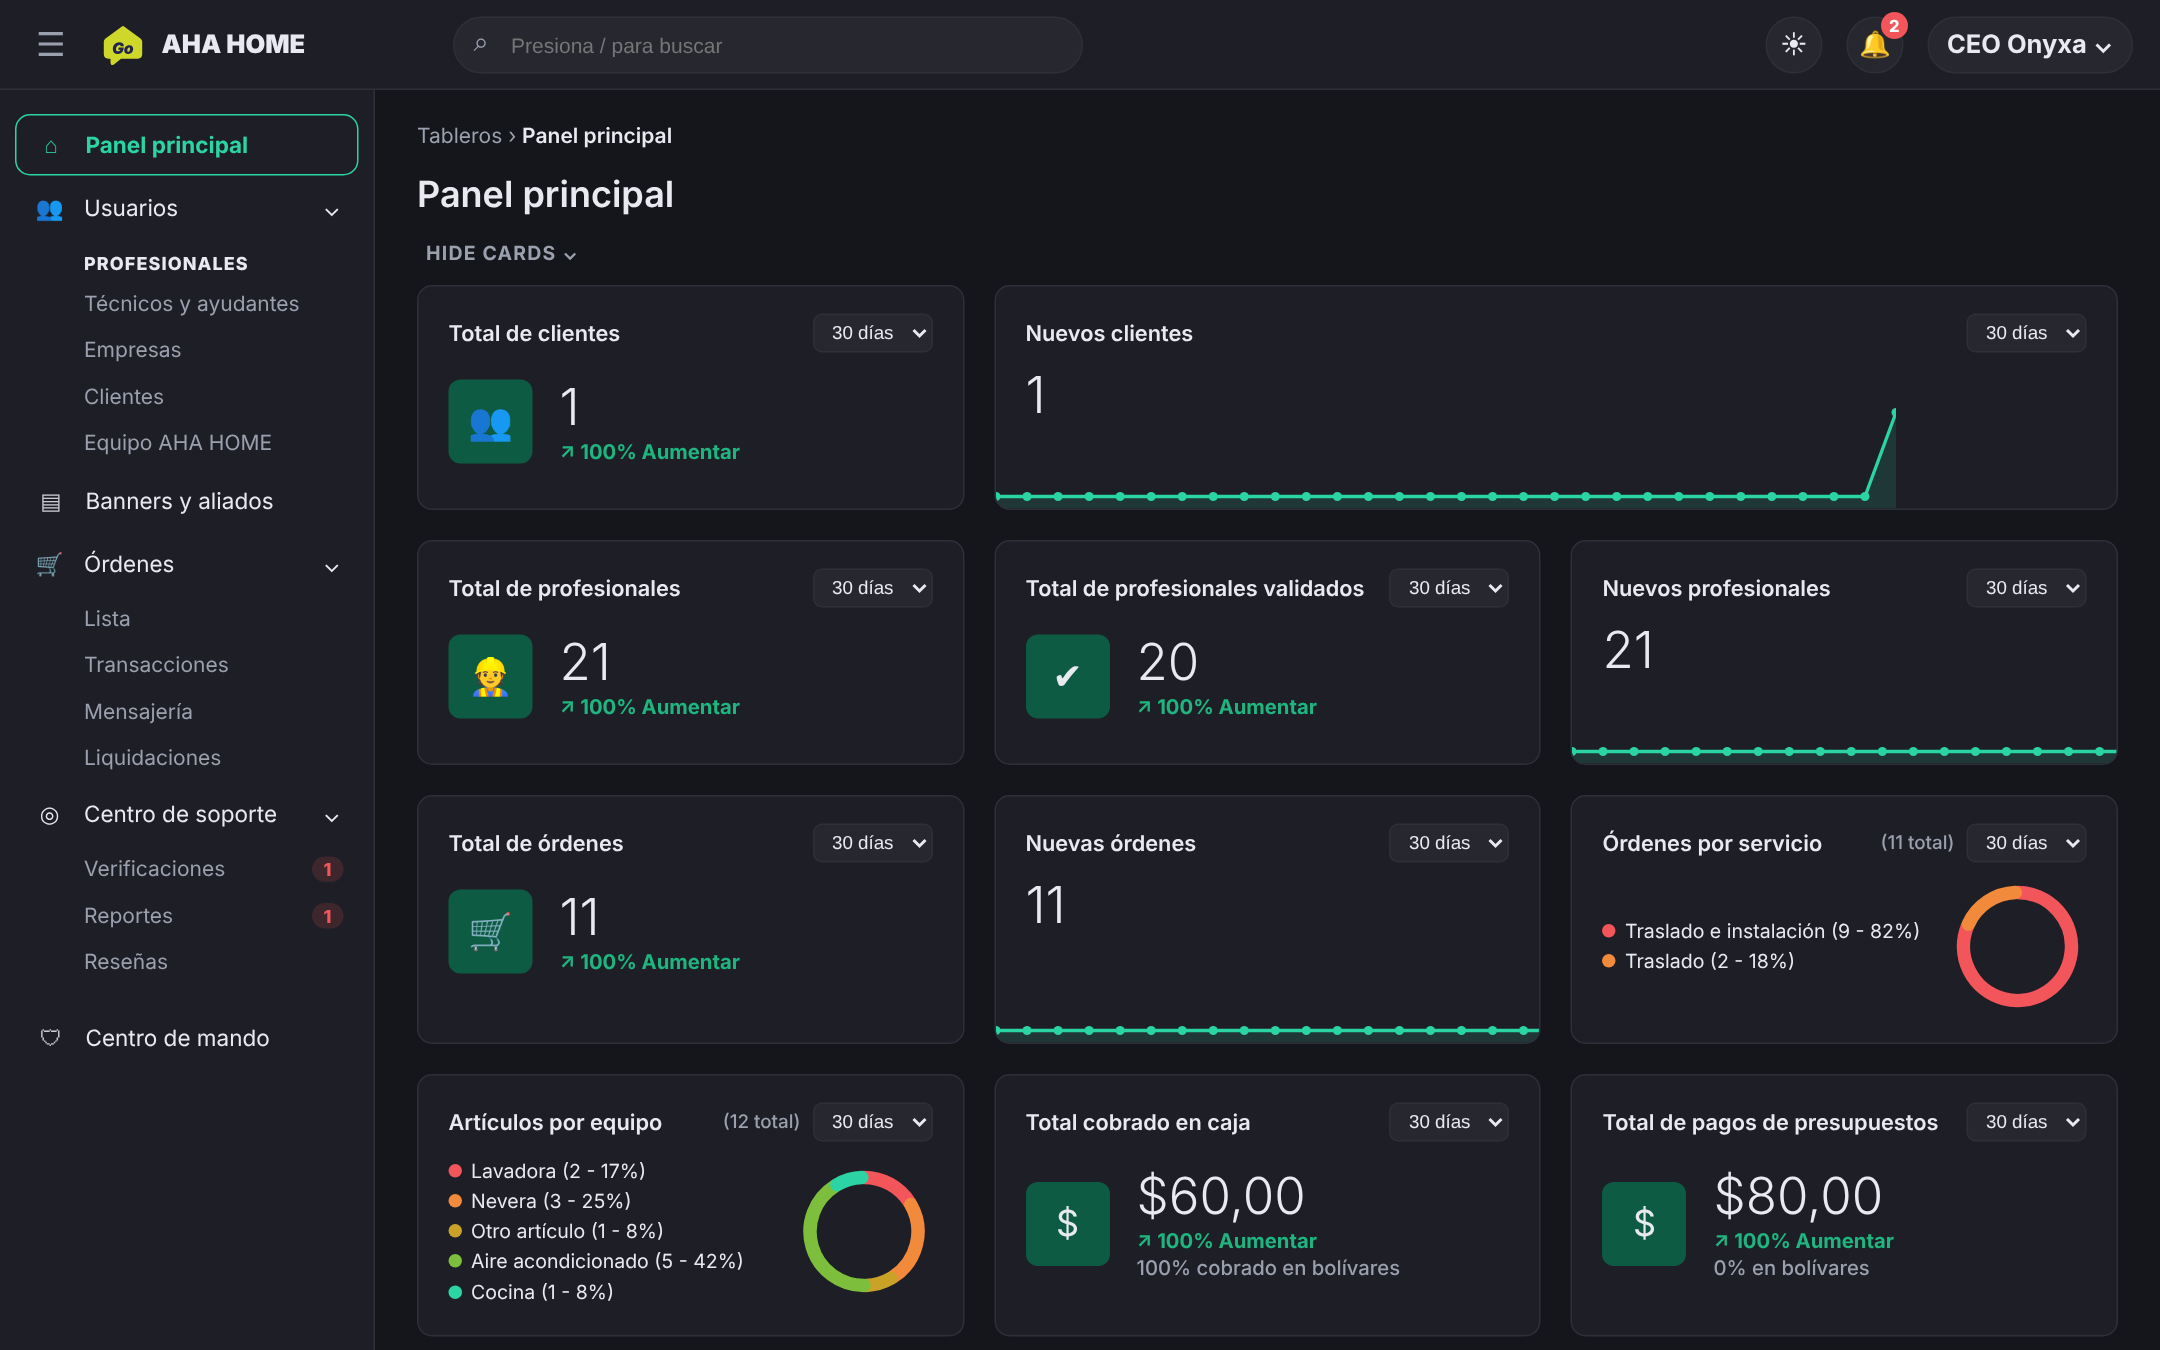 Go AHA HOME
Presiona / para buscar
2
CEO Onyxa
Panel principal
Usuarios
PROFESIONALES
Técnicos y ayudantes
Empresas
Clientes
Equipo AHA HOME
Banners y aliados
Órdenes
Lista
Transacciones
Mensajería
Liquidaciones
Centro de soporte
Verificaciones 1
Reportes 1
Reseñas
Centro de mando
Tableros › Panel principal
Panel principal
HIDE CARDS
Total de clientes 30 días
1
↗ 100% Aumentar
Nuevos clientes 30 días
1
Total de profesionales 30 días
21
↗ 100% Aumentar
Total de profesionales validados 30 días
20
↗ 100% Aumentar
Nuevos profesionales 30 días
21
Total de órdenes 30 días
11
↗ 100% Aumentar
Nuevas órdenes 30 días
11
Órdenes por servicio (11 total) 30 días
Traslado e instalación (9 - 82%)
Traslado (2 - 18%)
Artículos por equipo (12 total) 30 días
Lavadora (2 - 17%)
Nevera (3 - 25%)
Otro artículo (1 - 8%)
Aire acondicionado (5 - 42%)
Cocina (1 - 8%)
Total cobrado en caja 30 días
$
$60,00
↗ 100% Aumentar
100% cobrado en bolívares
Total de pagos de presupuestos 30 días
$
$80,00
↗ 100% Aumentar
0% en bolívares